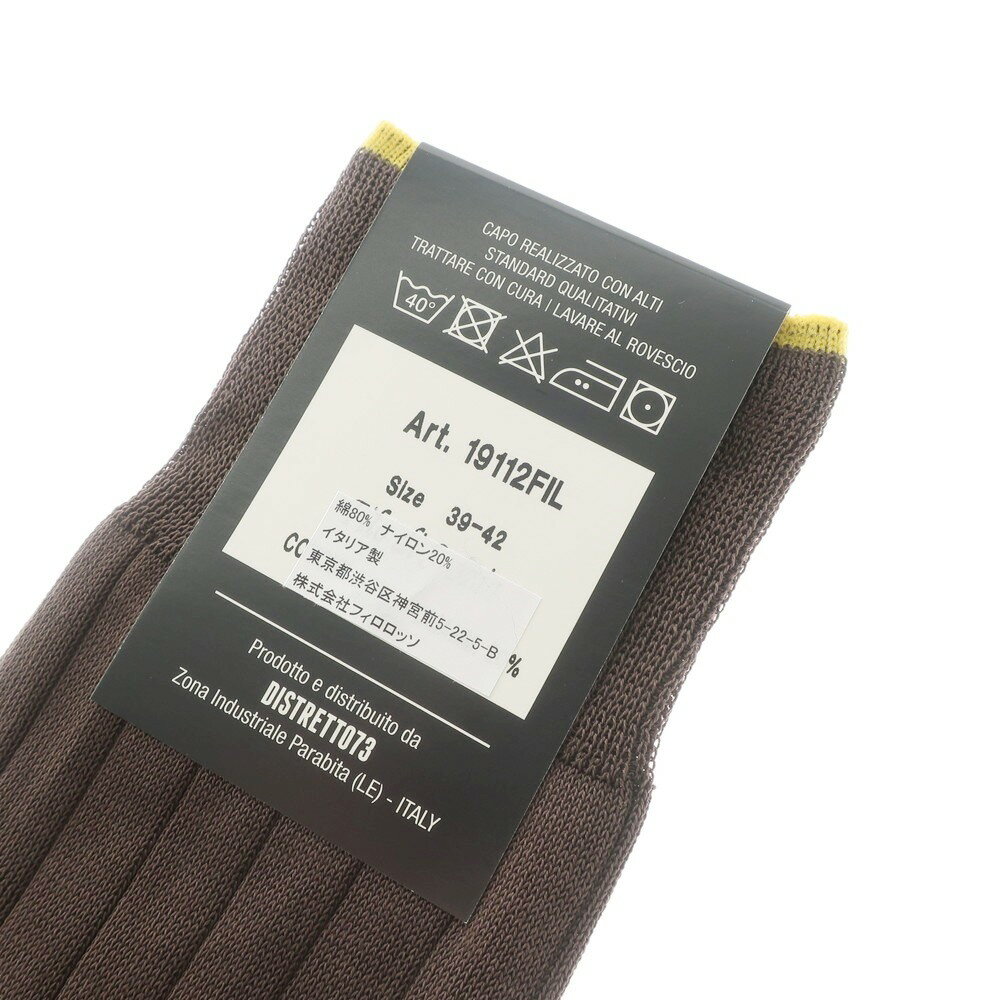 CAPO REALIZZATO CON ALTI
STANDARD QUALITATIVI
TRATTARE CON CURA | LAVARE AL ROVESCIO
40°
Art. 19112FIL
Size 39-42
CO
綿80% ナイロン20%
イタリア製
東京都渋谷区神宮前5-22-5-B
株式会社フィロロッソ
%
Prodotto e distribuito da
DISTRETTO73
Zona Industriale Parabita (LE) - ITALY